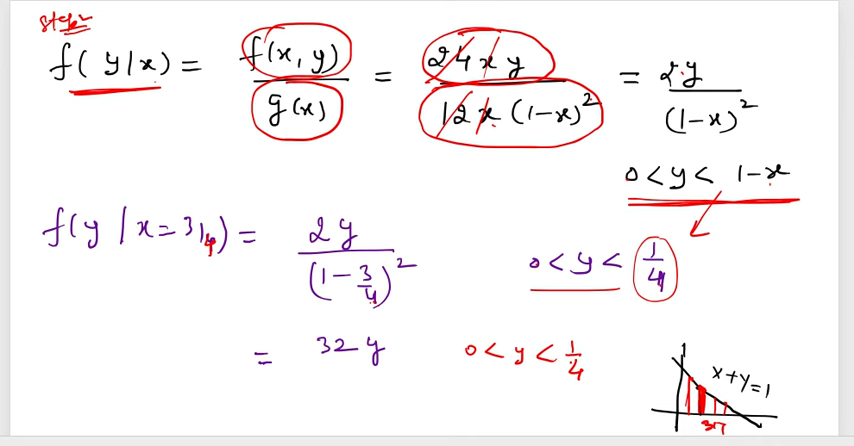 Step 2
f( y|x) = f(x, y) / g(x) = 24xy / 12x (1-x)² = 2y / (1-x)²
0 < y < 1-x
f(y / x = 3/4) = 2y / (1 - 3/4)²   0 < y < 1/4
= 32y   0 < y < 1/4
1
x+y=1